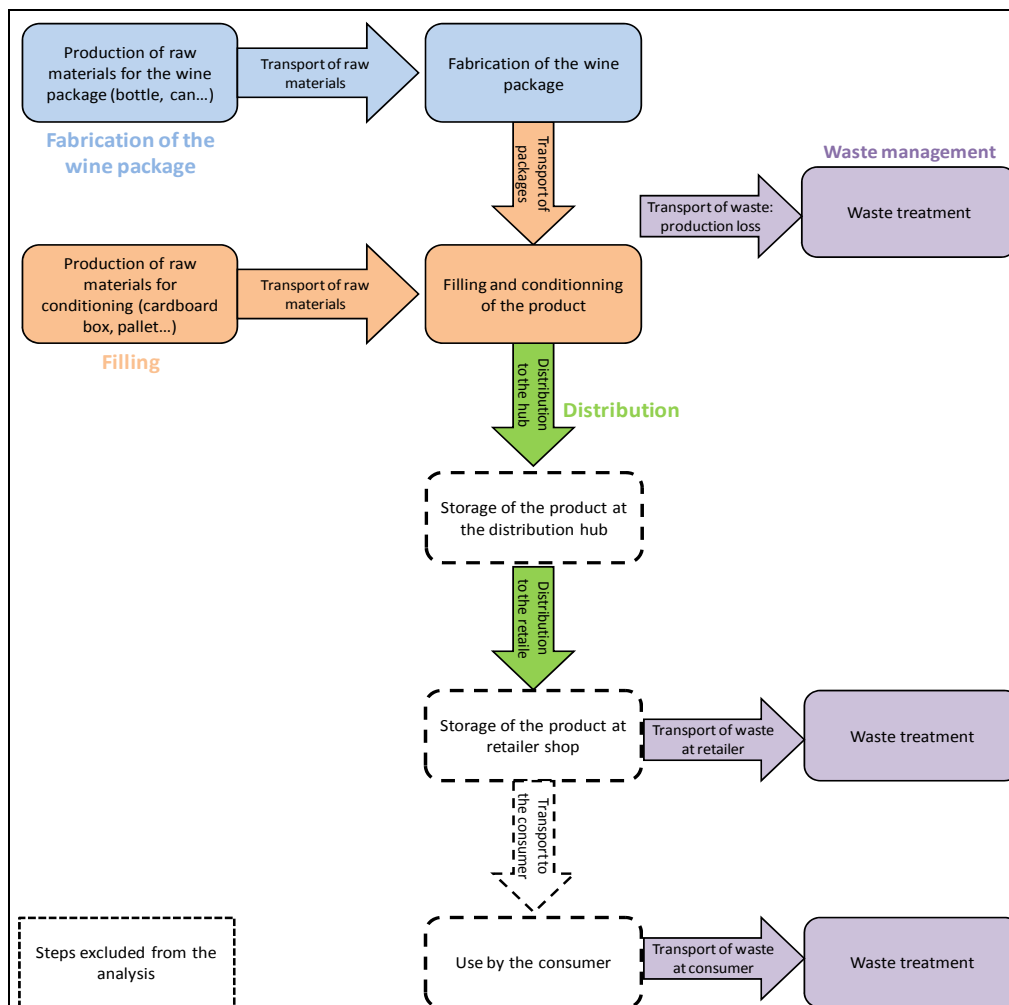 Production of raw
materials for the wine
package (bottle, can...)
Transport of raw
materials
Fabrication of the wine
package
Fabrication of the
wine package
Transport of
packages
Waste management
Transport of waste:
production loss
Waste treatment
Production of raw
materials for
conditioning (cardboard
box, pallet...)
Transport of raw
materials
Filling and conditionning
of the product
Filling
Distribution
to the hub
Distribution
Storage of the product at
the distribution hub
Distribution
to the retaile
Storage of the product at
retailer shop
Transport of waste
at retailer
Waste treatment
Transport to
the consumer
Steps excluded from the
analysis
Use by the consumer
Transport of waste
at consumer
Waste treatment